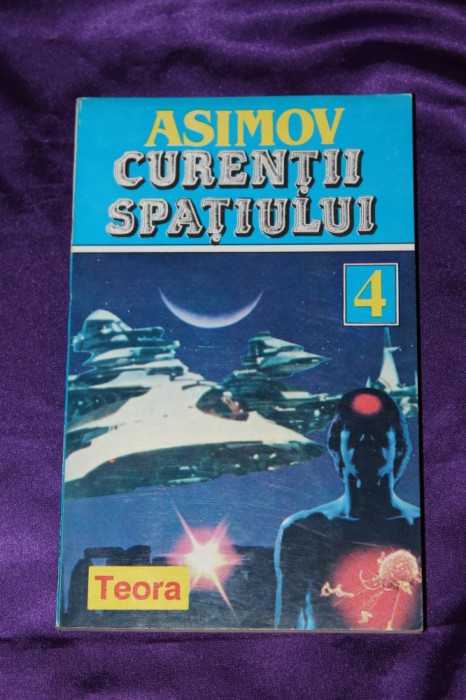 ASIMOV
CURENȚII
SPAȚIULUI
4
Teora